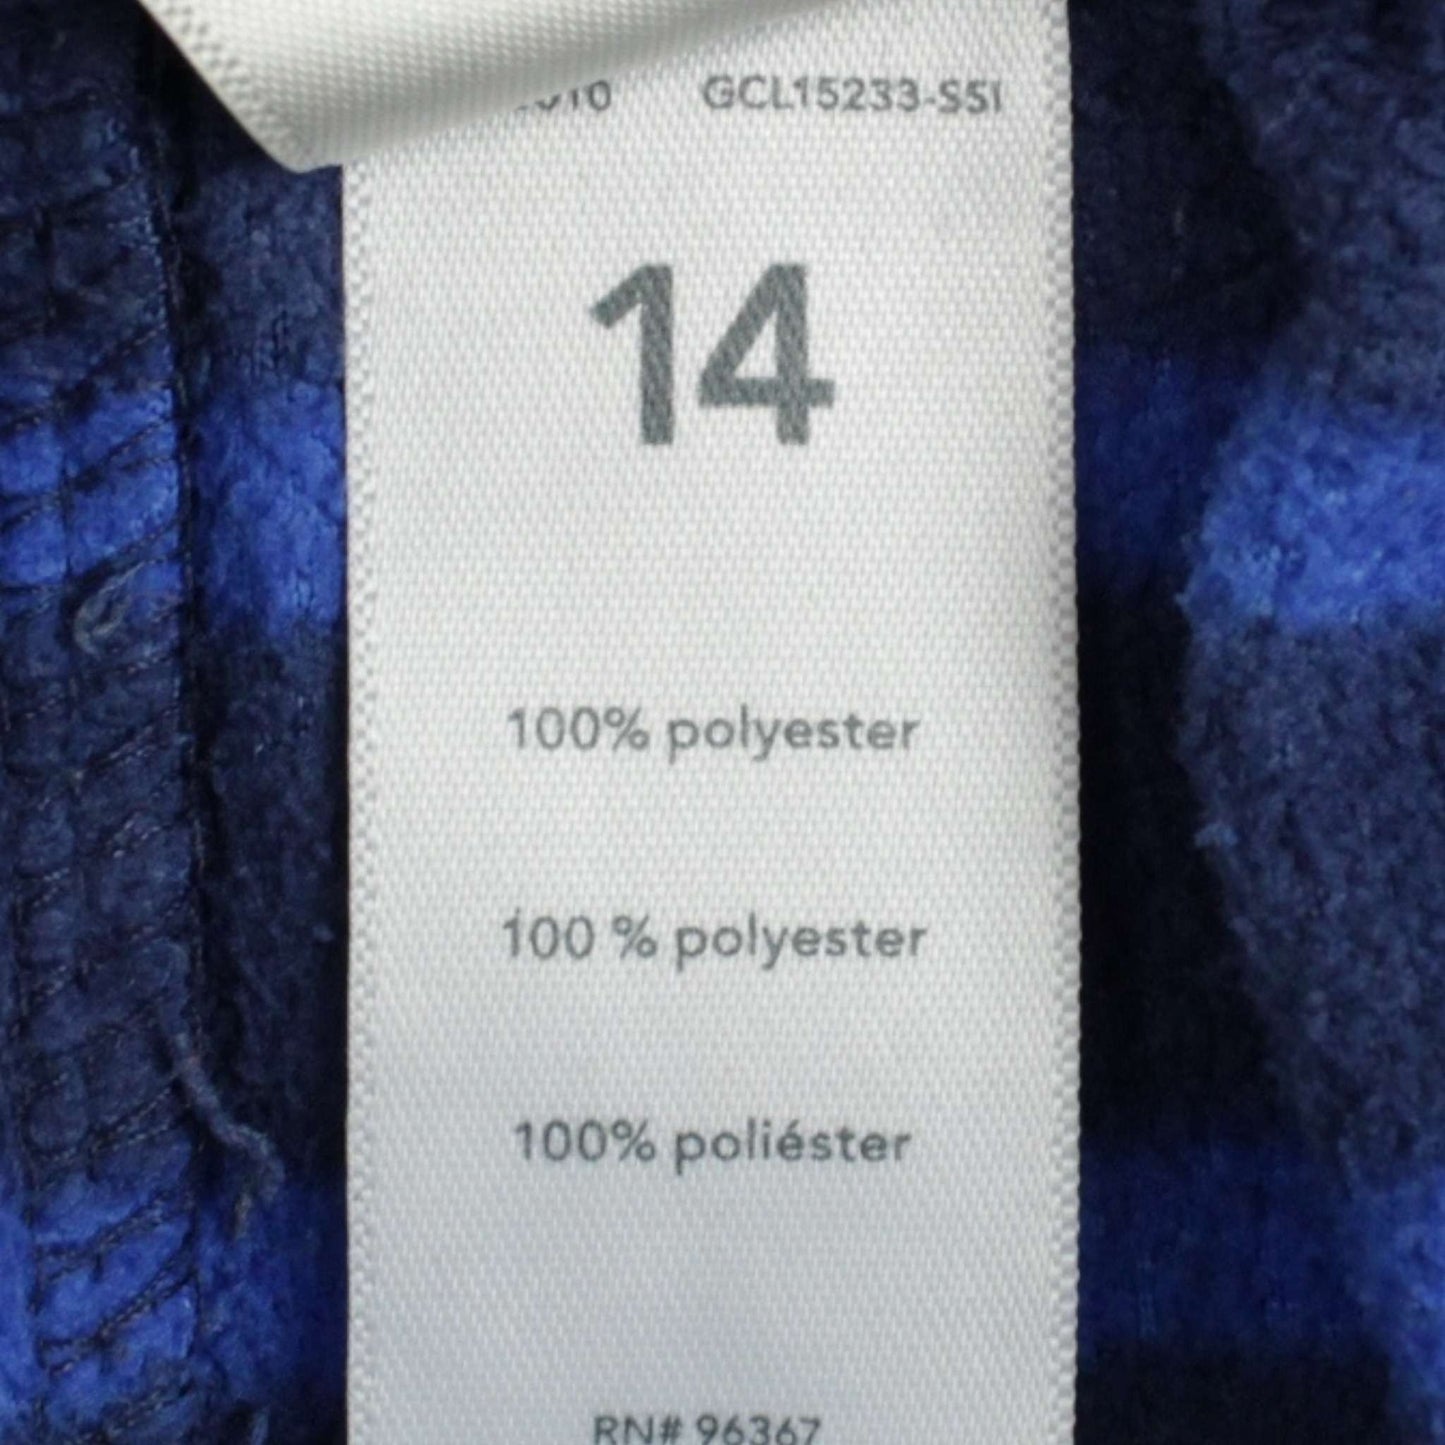 GCL15233-SSI
14
100% polyester
100 % polyester
100% poliéster
RN# 96367